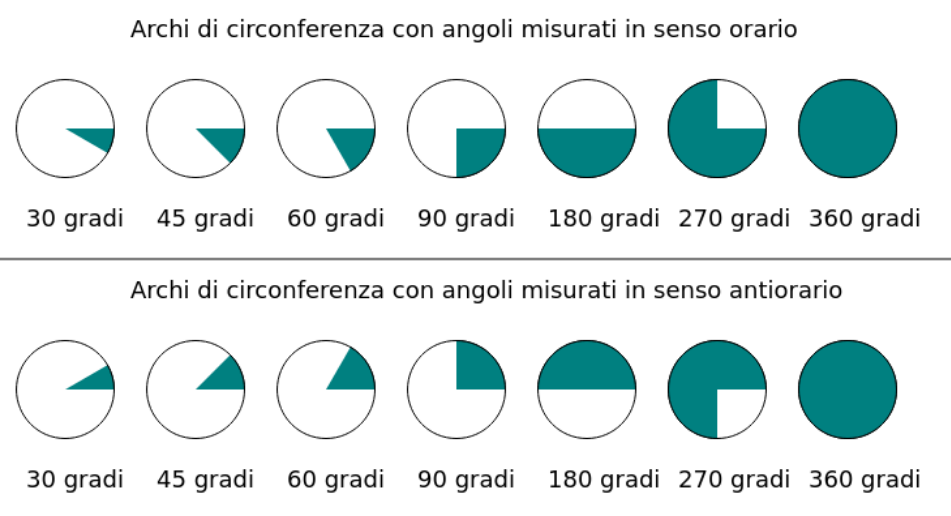 Archi di circonferenza con angoli misurati in senso orario
30 gradi 45 gradi 60 gradi 90 gradi 180 gradi 270 gradi 360 gradi
Archi di circonferenza con angoli misurati in senso antiorario
30 gradi 45 gradi 60 gradi 90 gradi 180 gradi 270 gradi 360 gradi